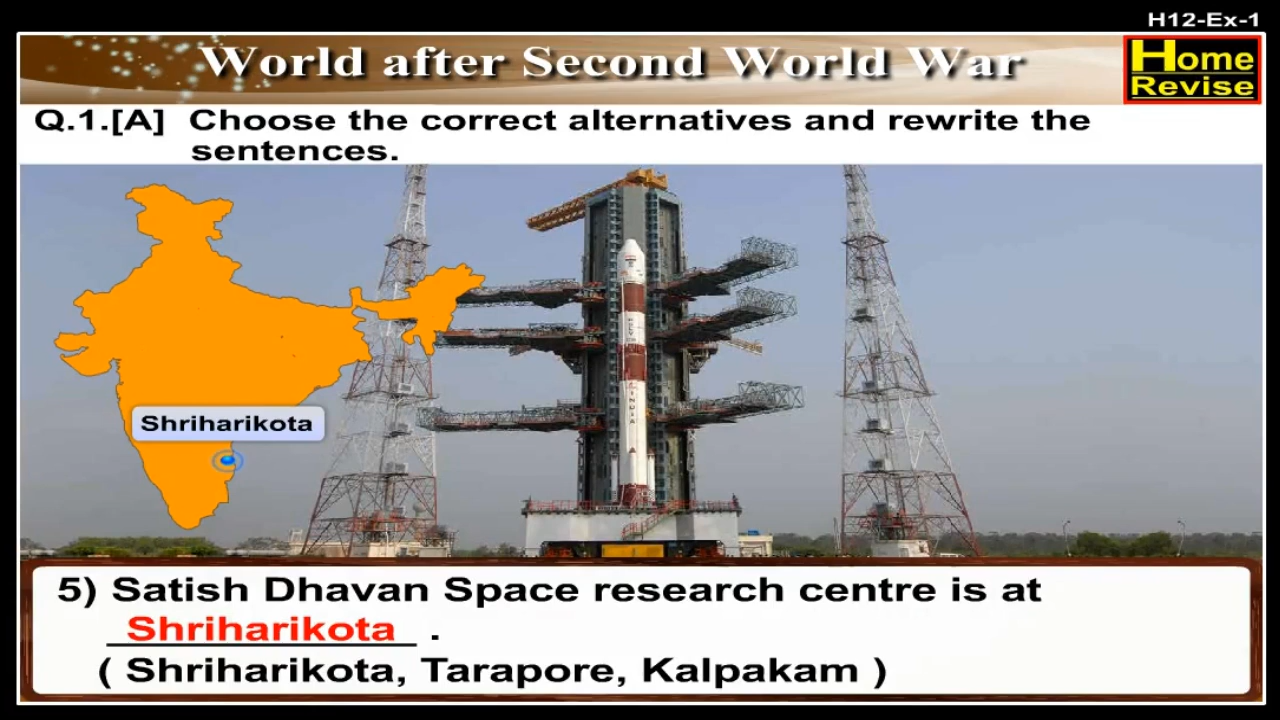 H12-Ex-1
World after Second World War
Home
Revise
Q.1.[A] Choose the correct alternatives and rewrite the
sentences.
Shriharikota
INDIA
5) Satish Dhavan Space research centre is at
Shriharikota .
( Shriharikota, Tarapore, Kalpakam )